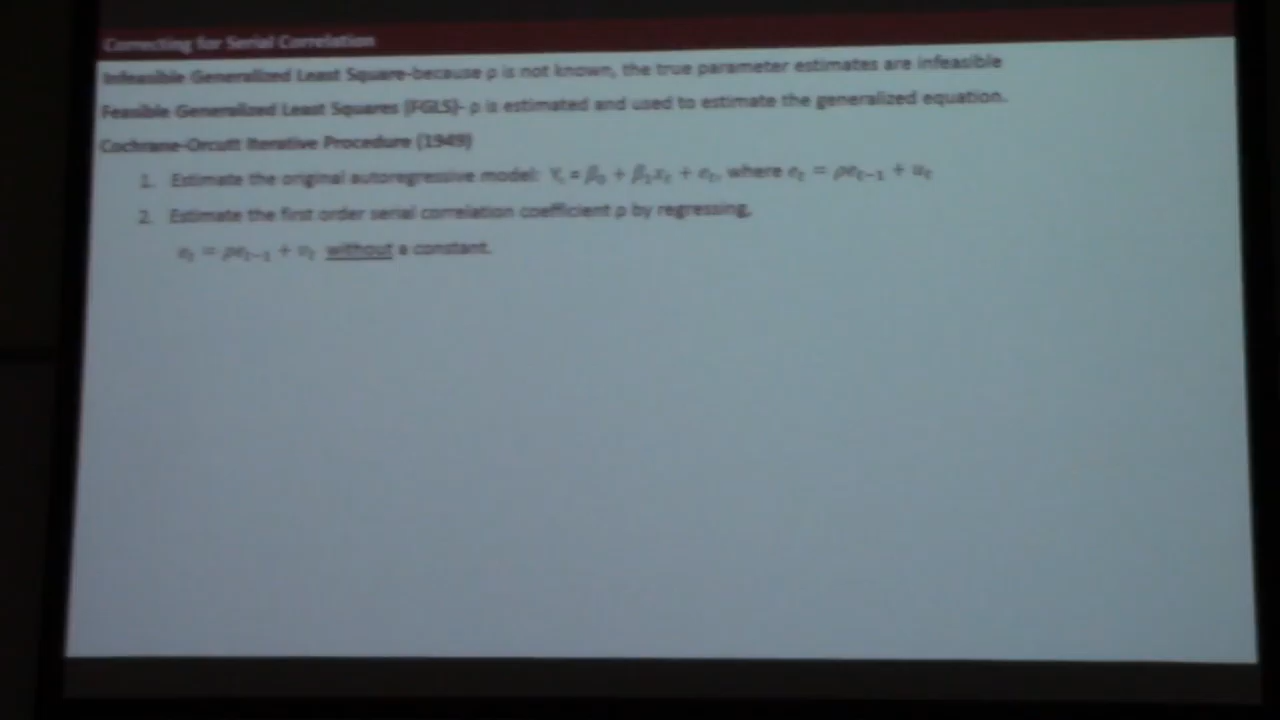 Correcting for Serial Correlation
Infeasible Generalized Least Square-because ρ is not known, the true parameter estimates are infeasible
Feasible Generalized Least Squares (FGLS)- ρ is estimated and used to estimate the generalized equation.
Cochrane-Orcutt Iterative Procedure (1949)
1. Estimate the original autoregressive model: Yₜ = β₀ + β₁xₜ + eₜ, where eₜ = ρeₜ₋₁ + uₜ
2. Estimate the first order serial correlation coefficient ρ by regressing,
eₜ = ρeₜ₋₁ + υₜ without a constant.